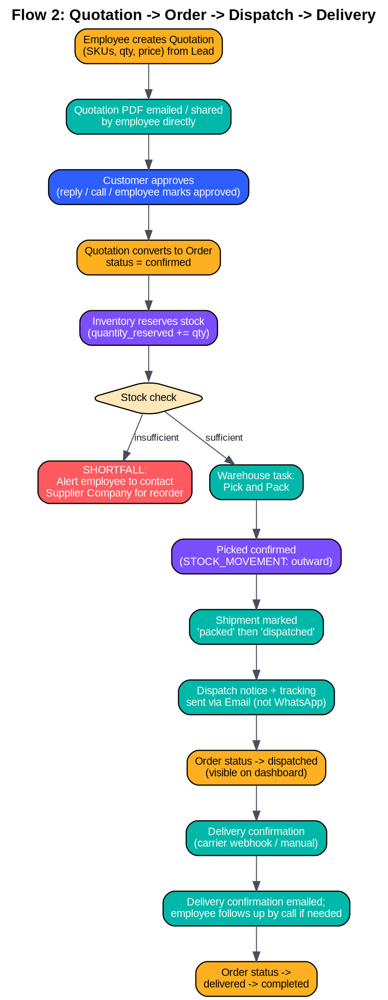 Flow 2: Quotation -> Order -> Dispatch -> Delivery
Employee creates Quotation
(SKUs, qty, price) from Lead
Quotation PDF emailed / shared
by employee directly
Customer approves
(reply / call / employee marks approved)
Quotation converts to Order
status = confirmed
Inventory reserves stock
(quantity_reserved += qty)
Stock check
insufficient
sufficient
SHORTFALL:
Alert employee to contact
Supplier Company for reorder
Warehouse task:
Pick and Pack
Picked confirmed
(STOCK_MOVEMENT: outward)
Shipment marked
'packed' then 'dispatched'
Dispatch notice + tracking
sent via Email (not WhatsApp)
Order status -> dispatched
(visible on dashboard)
Delivery confirmation
(carrier webhook / manual)
Delivery confirmation emailed;
employee follows up by call if needed
Order status ->
delivered -> completed